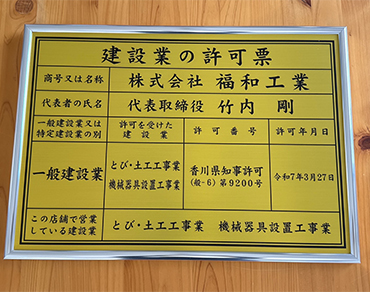 建設業の許可票
商号又は名称 株式会社 福和工業
代表者の氏名 代表取締役 竹内 剛
一般建設業又は
特定建設業の別
許可を受けた
建設業
許可番号
許可年月日
一般建設業
とび・土工工事業
機械器具設置工事業
香川県知事許可
(般-6)第9200号
令和7年3月27日
この店舗で営業
している建設業
とび・土工工事業 機械器具設置工事業